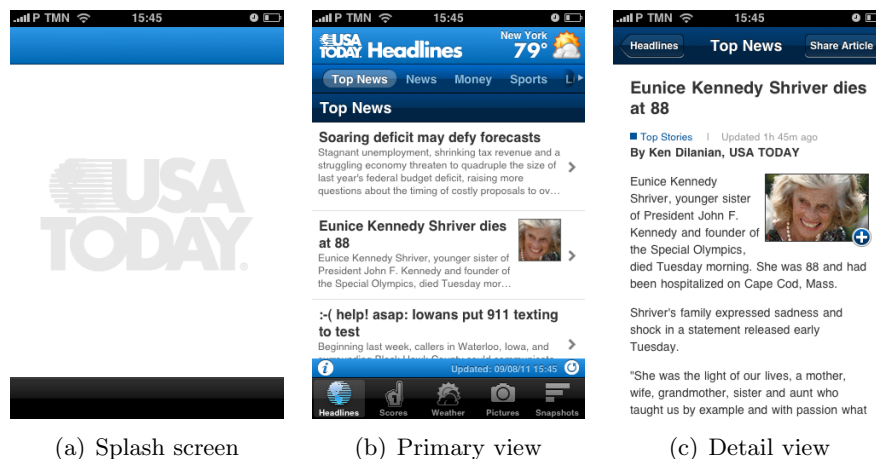 P TMN 15:45
USA
TODAY.
(a) Splash screen
P TMN 15:45
USA
TODAY Headlines
New York
79°
Top News News Money Sports
Top News
Soaring deficit may defy forecasts
Stagnant unemployment, shrinking tax revenue and a
struggling economy threaten to quadruple the size of
last year's federal budget deficit, raising more
questions about the timing of costly proposals to ov...
Eunice Kennedy Shriver dies
at 88
Eunice Kennedy Shriver, younger sister of
President John F. Kennedy and founder of
the Special Olympics, died Tuesday mor...
:-( help! asap: Iowans put 911 texting
to test
Beginning last week, callers in Waterloo, Iowa, and
Updated: 09/08/11 15:45
Headlines Scores Weather Pictures Snapshots
(b) Primary view
P TMN 15:45
Headlines Top News Share Article
Eunice Kennedy Shriver dies
at 88
Top Stories | Updated 1h 45m ago
By Ken Dilanian, USA TODAY
Eunice Kennedy
Shriver, younger sister
of President John F.
Kennedy and founder of
the Special Olympics,
died Tuesday morning. She was 88 and had
been hospitalized on Cape Cod, Mass.
Shriver's family expressed sadness and
shock in a statement released early
Tuesday.
"She was the light of our lives, a mother,
wife, grandmother, sister and aunt who
taught us by example and with passion what
(c) Detail view